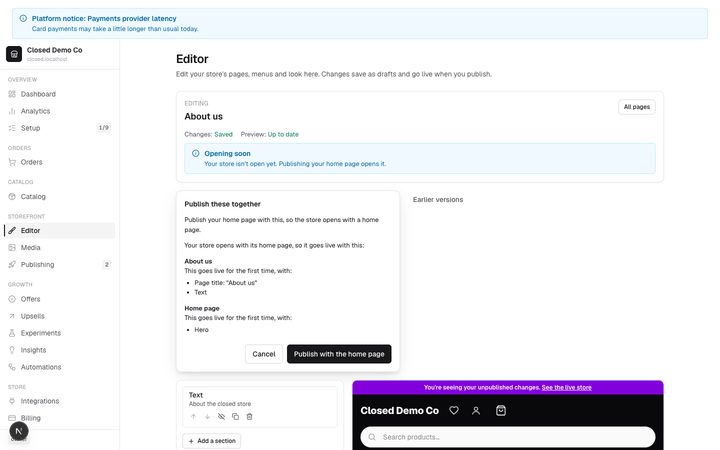 Platform notice: Payments provider latency
Card payments may take a little longer than usual today.
Closed Demo Co
closed.localhost
OVERVIEW
Dashboard
Analytics
Setup 1/9
ORDERS
Orders
CATALOG
Catalog
STOREFRONT
Editor
Media
Publishing 2
GROWTH
Offers
Upsells
Experiments
Insights
Automations
STORE
Integrations
Billing
N
Editor
Edit your store's pages, menus and look here. Changes save as drafts and go live when you publish.
EDITING
About us
All pages
Changes: Saved Preview: Up to date
Opening soon
Your store isn't open yet. Publishing your home page opens it.
Publish these together
Publish your home page with this, so the store opens with a home
page.
Your store opens with its home page, so it goes live with this:
About us
This goes live for the first time, with:
• Page title: "About us"
• Text
Home page
This goes live for the first time, with:
• Hero
Cancel
Publish with the home page
Earlier versions
Text
About the closed store
+ Add a section
You're seeing your unpublished changes. See the live store
Closed Demo Co
Search products...